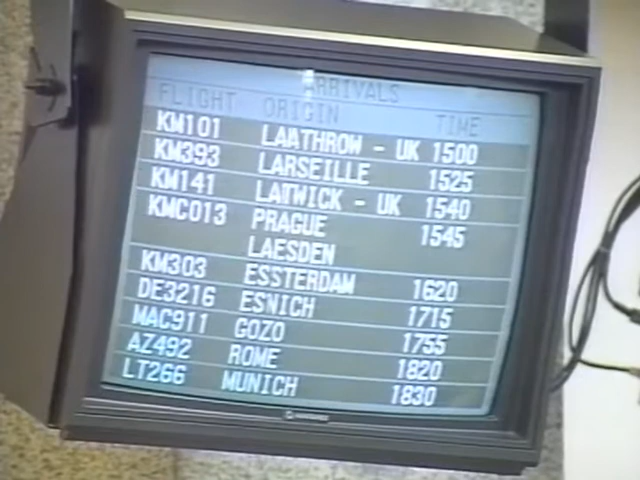 ARRIVALS
FLIGHT ORIGIN TIME
KM101 LAATHROW - UK 1500
KM393 LARSEILLE 1525
KM141 LATWICK - UK 1540
KMC013 PRAGUE 1545
LAESDEN
KM303 ESSTERDAM 1620
DE3216 ESNICH 1715
MAC911 GOZO 1755
AZ492 ROME 1820
LT266 MUNICH 1830